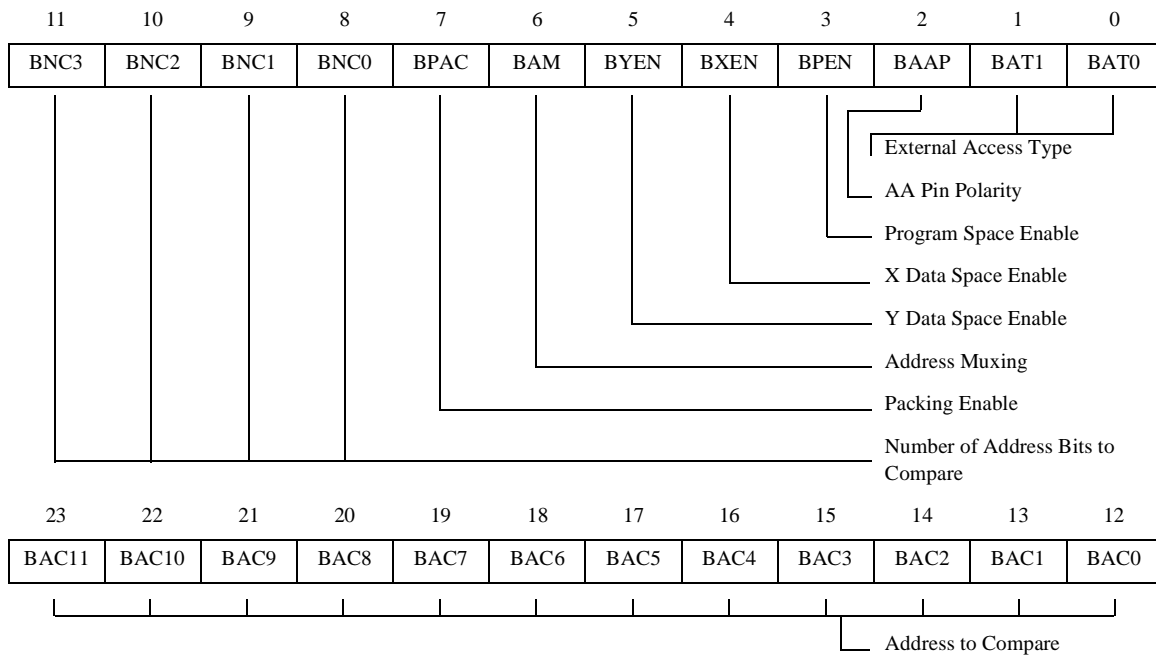 11 10 9 8 7 6 5 4 3 2 1 0
BNC3 BNC2 BNC1 BNC0 BPAC BAM BYEN BXEN BPEN BAAP BAT1 BAT0
External Access Type
AA Pin Polarity
Program Space Enable
X Data Space Enable
Y Data Space Enable
Address Muxing
Packing Enable
Number of Address Bits to
Compare
23 22 21 20 19 18 17 16 15 14 13 12
BAC11 BAC10 BAC9 BAC8 BAC7 BAC6 BAC5 BAC4 BAC3 BAC2 BAC1 BAC0
Address to Compare